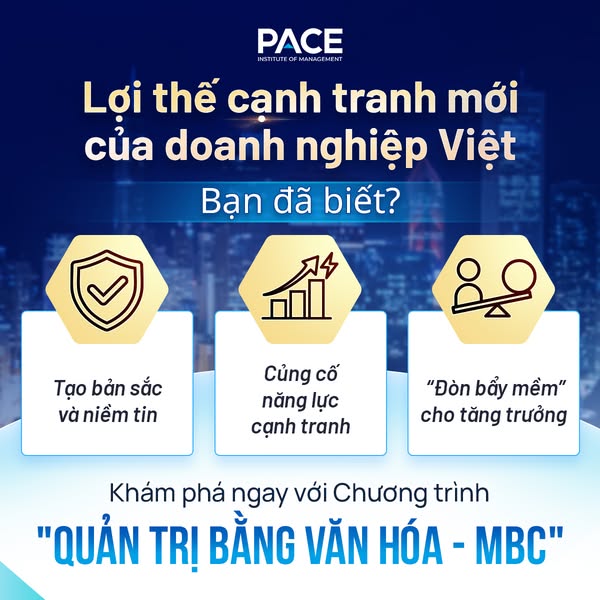 PACE
INSTITUTE OF MANAGEMENT
Lợi thế cạnh tranh mới
của doanh nghiệp Việt
Bạn đã biết?
Tạo bản sắc
và niềm tin
Củng cố
năng lực
cạnh tranh
“Đòn bẩy mềm”
cho tăng trưởng
Khám phá ngay với Chương trình
"QUẢN TRỊ BẰNG VĂN HÓA - MBC"